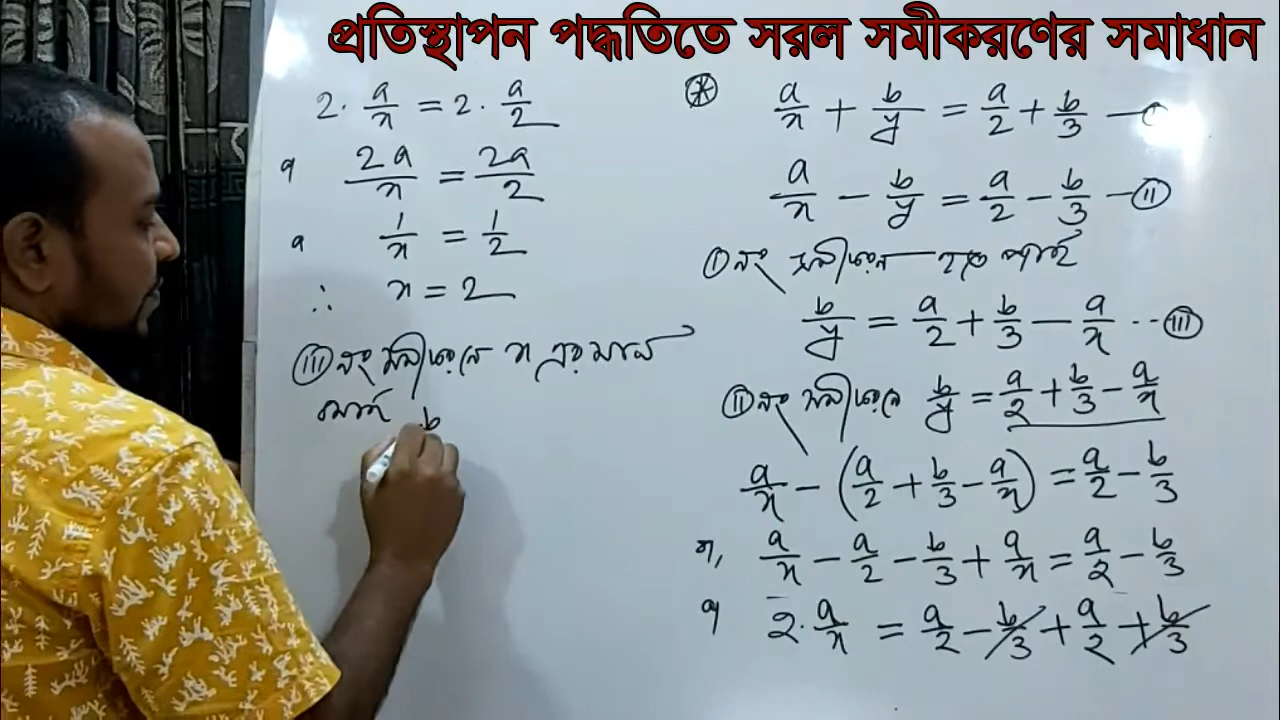 প্রতিস্থাপন পদ্ধতিতে সরল সমীকরণের সমাধান
* a/x + b/y = a/2 + b/3 — (i)
a/x - b/y = a/2 - b/3 — (ii)
(i) নং সমীকরণ হতে পাই
b/y = a/2 + b/3 - a/x ... (iii)
(ii) নং সমীকরণে b/y = a/2 + b/3 - a/x
a/x - (a/2 + b/3 - a/x) = a/2 - b/3
বা, a/x - a/2 - b/3 + a/x = a/2 - b/3
বা 2. a/x = a/2 - b/3 + a/2 + b/3
2. a/x = 2. a/2
বা 2a/x = 2a/2
বা 1/x = 1/2
∴ x = 2
(iii) নং সমীকরণে x এর মান
b